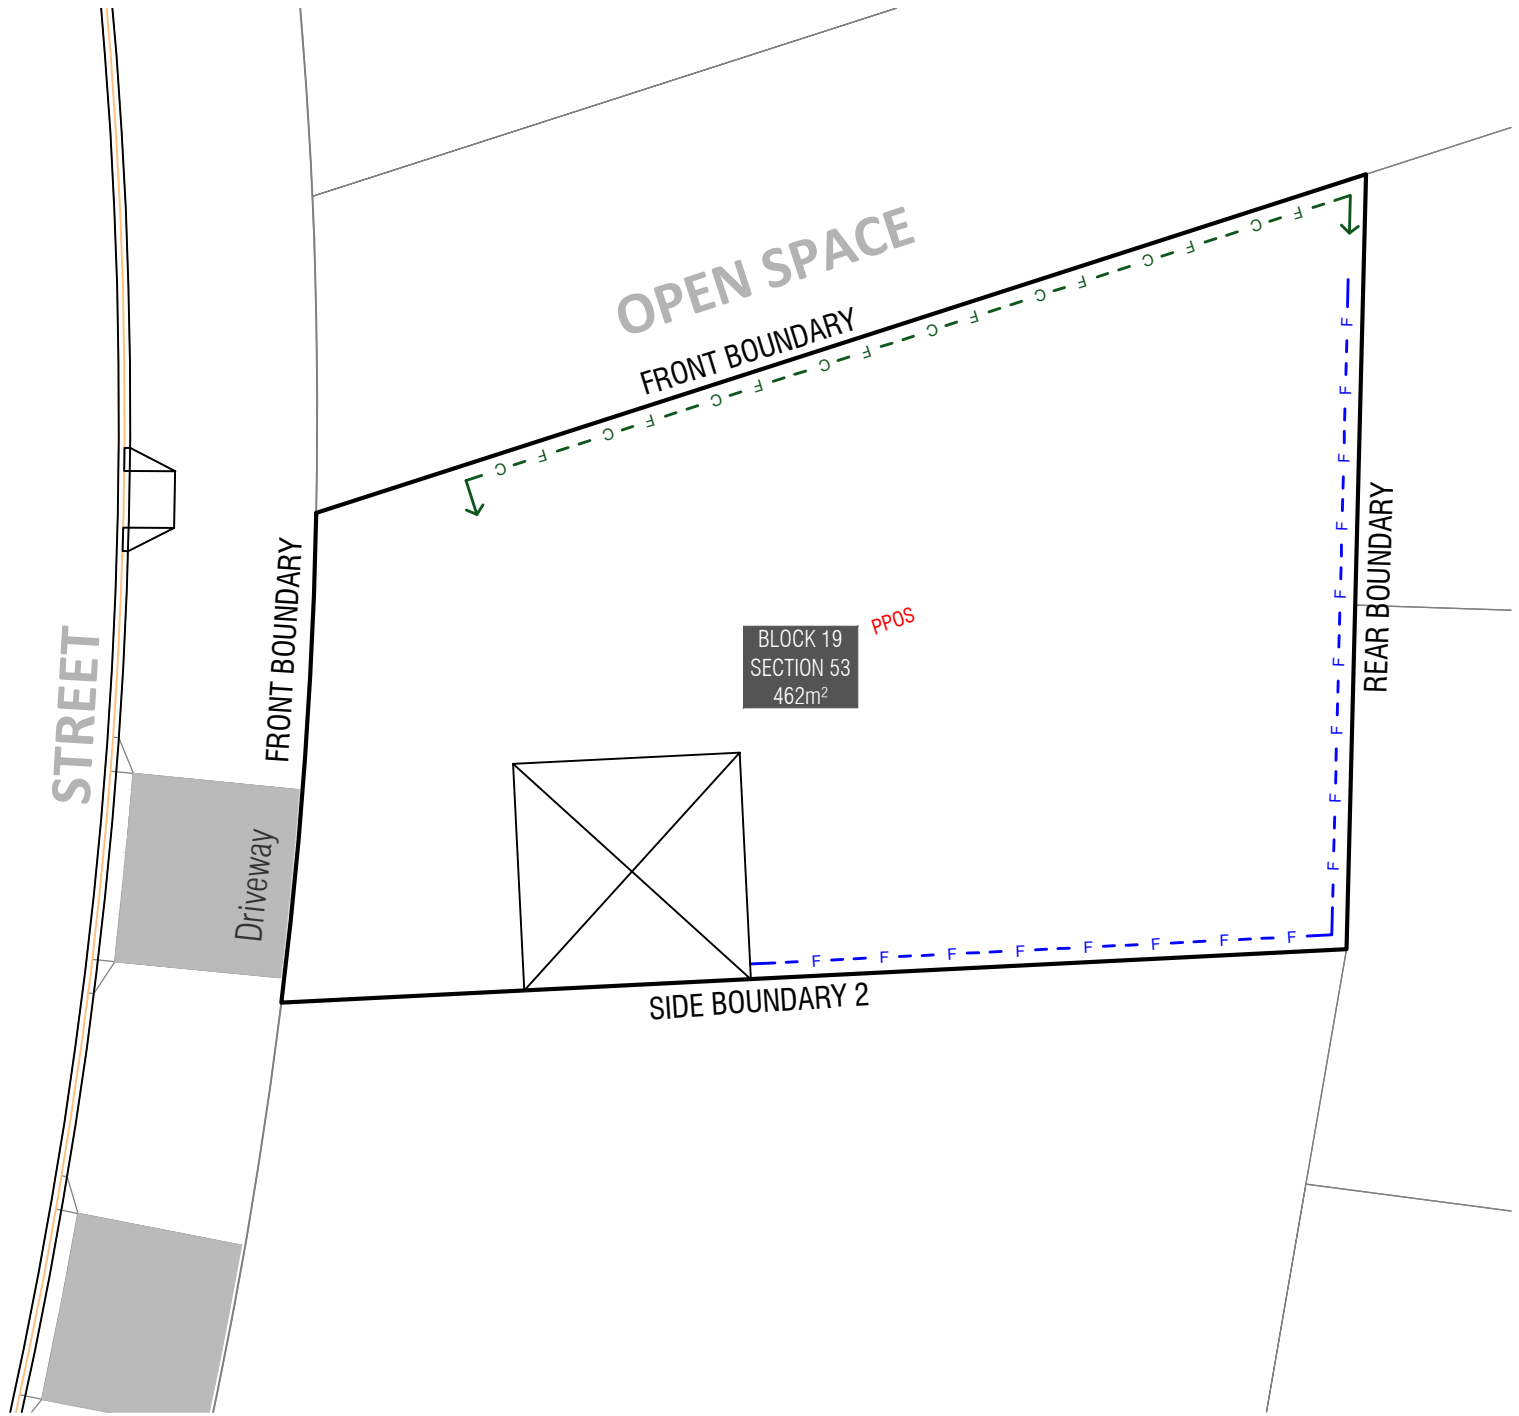 OPEN SPACE
FRONT BOUNDARY
F C F C F C F C F C F C F C F C
STREET
FRONT BOUNDARY
PPOS
BLOCK 19
SECTION 53
462m²
REAR BOUNDARY
F F F F F F F F F
Driveway
F F F F F F F F
SIDE BOUNDARY 2